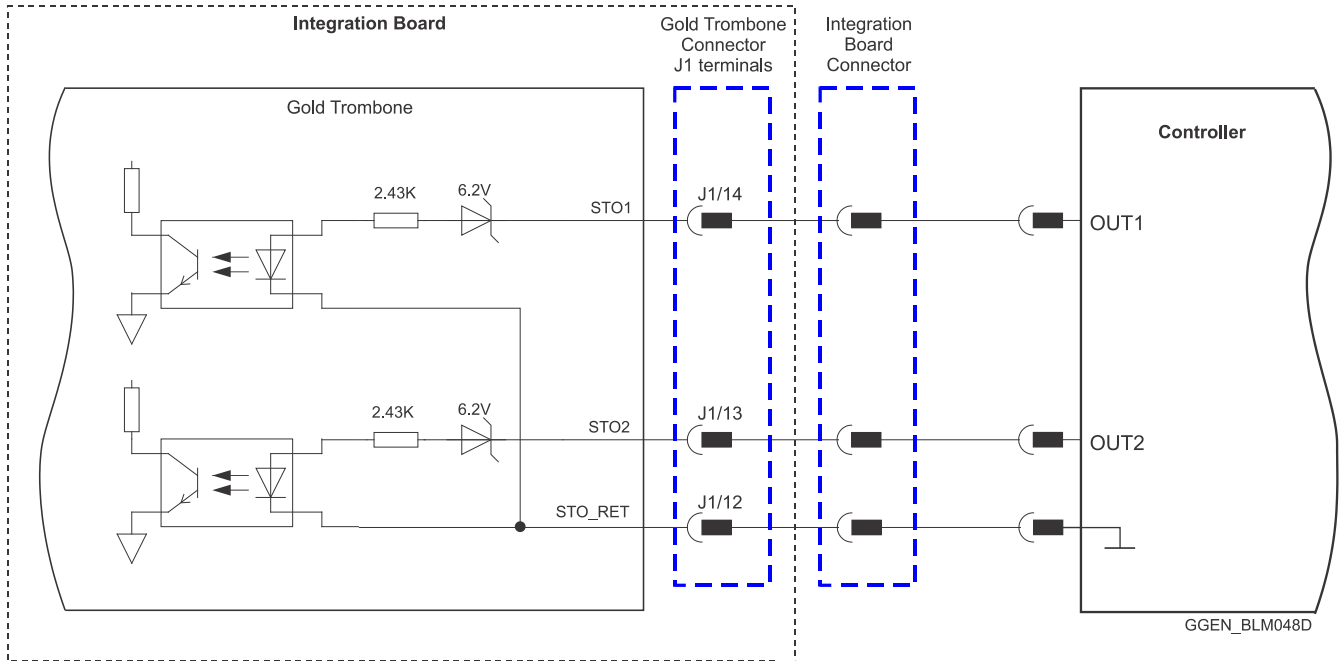 Integration Board
Gold Trombone
Connector
J1 terminals
Integration
Board
Connector
Gold Trombone
Controller
2.43K
6.2V
STO1
J1/14
OUT1
2.43K
6.2V
STO2
J1/13
OUT2
STO_RET
J1/12
GGEN_BLM048D